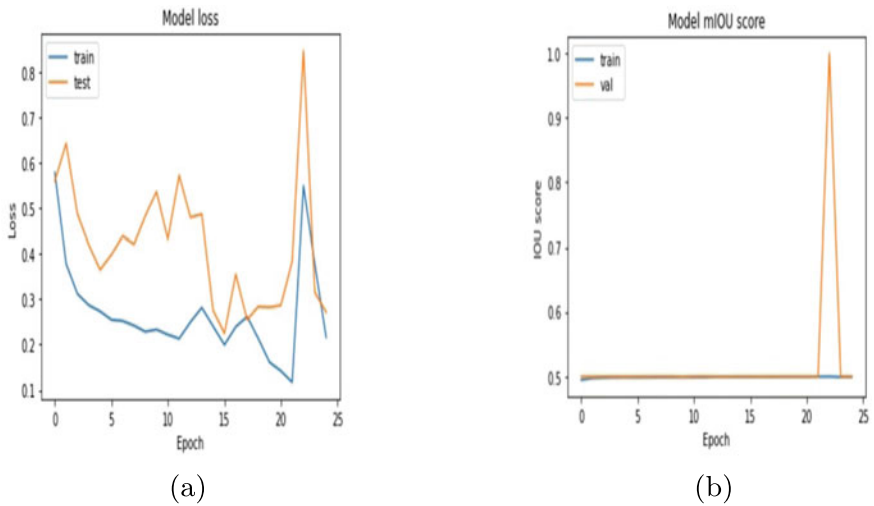 Model loss
train
test
0.8
0.7
0.6
0.5
0.4
0.3
0.2
0.1
Loss
0 5 10 15 20 25
Epoch
(a)
Model mIOU score
train
val
1.0
0.9
0.8
0.7
0.6
0.5
IOU score
0 5 10 15 20 25
Epoch
(b)